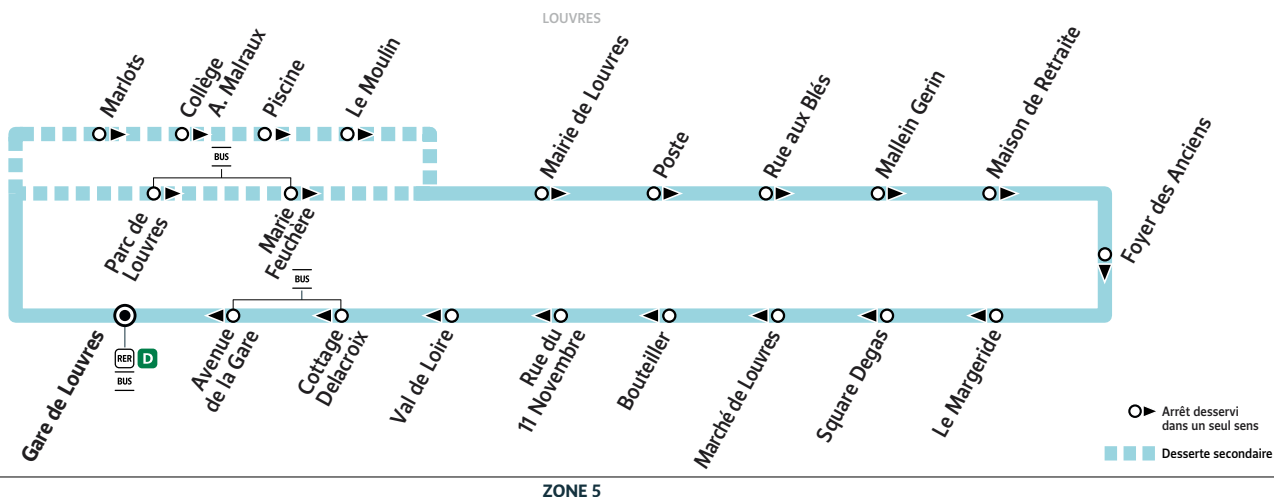 LOUVRES
Marlots
Collège
A. Malraux
Piscine
Le Moulin
Mairie de Louvres
Poste
Rue aux Blés
Mallein Gerin
Maison de Retraite
Foyer des Anciens
BUS
Parc de
Louvres
Marie
Feuchère
BUS
Gare de Louvres
RER D
BUS
Avenue
de la Gare
Cottage
Delacroix
Val de Loire
Rue du
11 Novembre
Bouteiller
Marché de Louvres
Square Degas
Le Margeride
Arrêt desservi
dans un seul sens
Desserte secondaire
ZONE 5